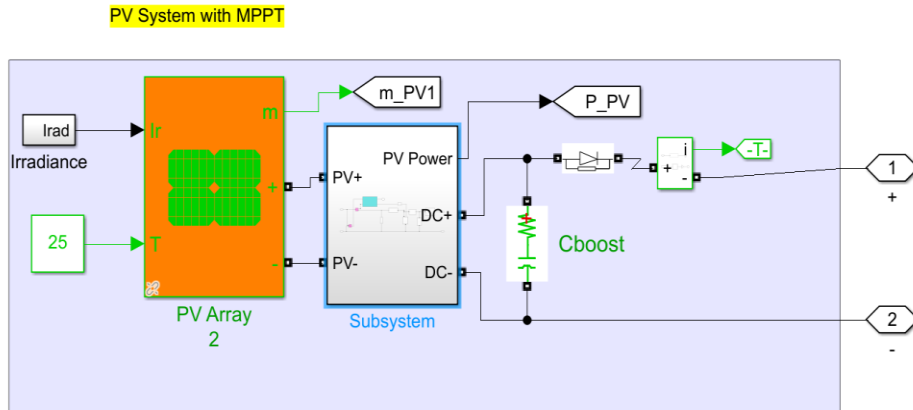 PV System with MPPT
m_PV1
P_PV
m
Irad
Ir
Irradiance
PV Power
i
-T-
+
-
1
+
PV+
+
DC+
25
T
Cboost
-
PV-
DC-
PV Array
2
Subsystem
2
-